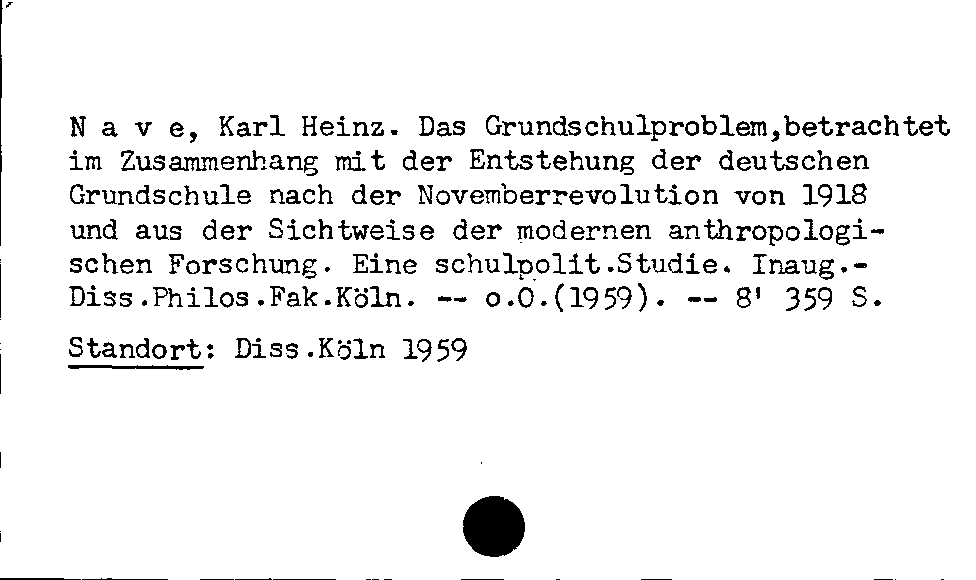 N a v e, Karl Heinz. Das Grundschulproblem,betrachtet
im Zusammenhang mit der Entstehung der deutschen
Grundschule nach der Novemberrevolution von 1918
und aus der Sichtweise der modernen anthropologi-
schen Forschung. Eine schulpolit.Studie. Inaug.-
Diss.Philos.Fak.Köln. -- o.O.(1959). -- 8' 359 S.
Standort: Diss.Köln 1959